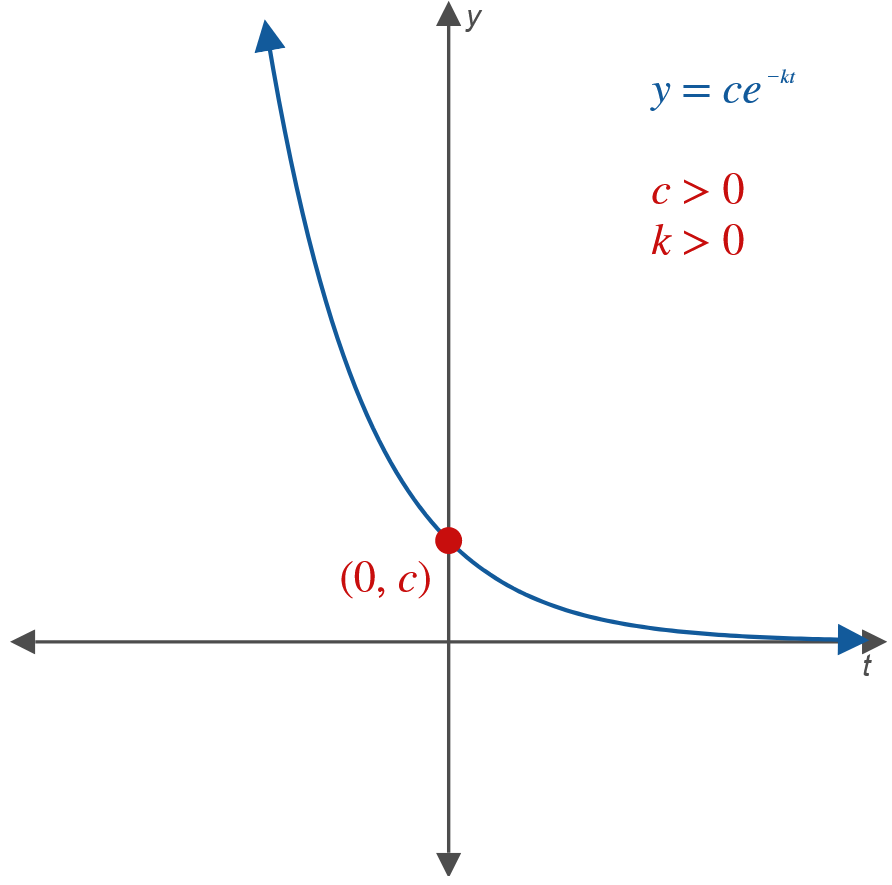 y
y = ce^{-kt}
c > 0
k > 0
(0, c)
t